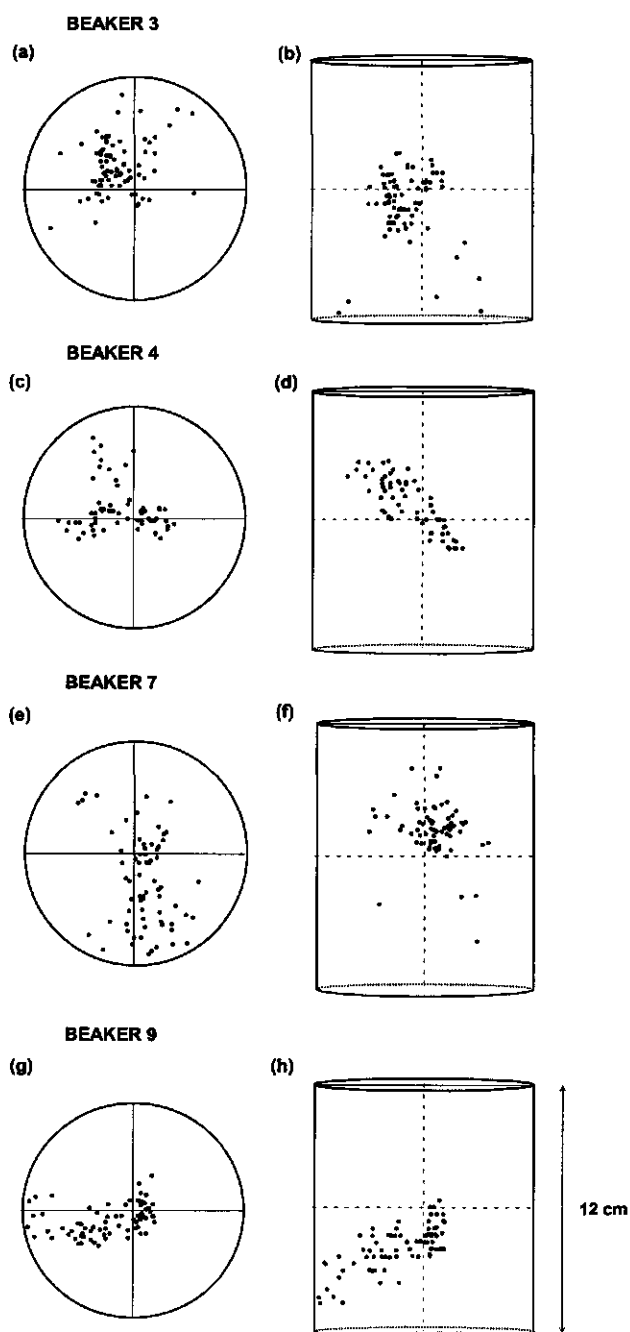 BEAKER 3
(a) (b)
BEAKER 4
(c) (d)
BEAKER 7
(e) (f)
BEAKER 9
(g) (h)
12 cm